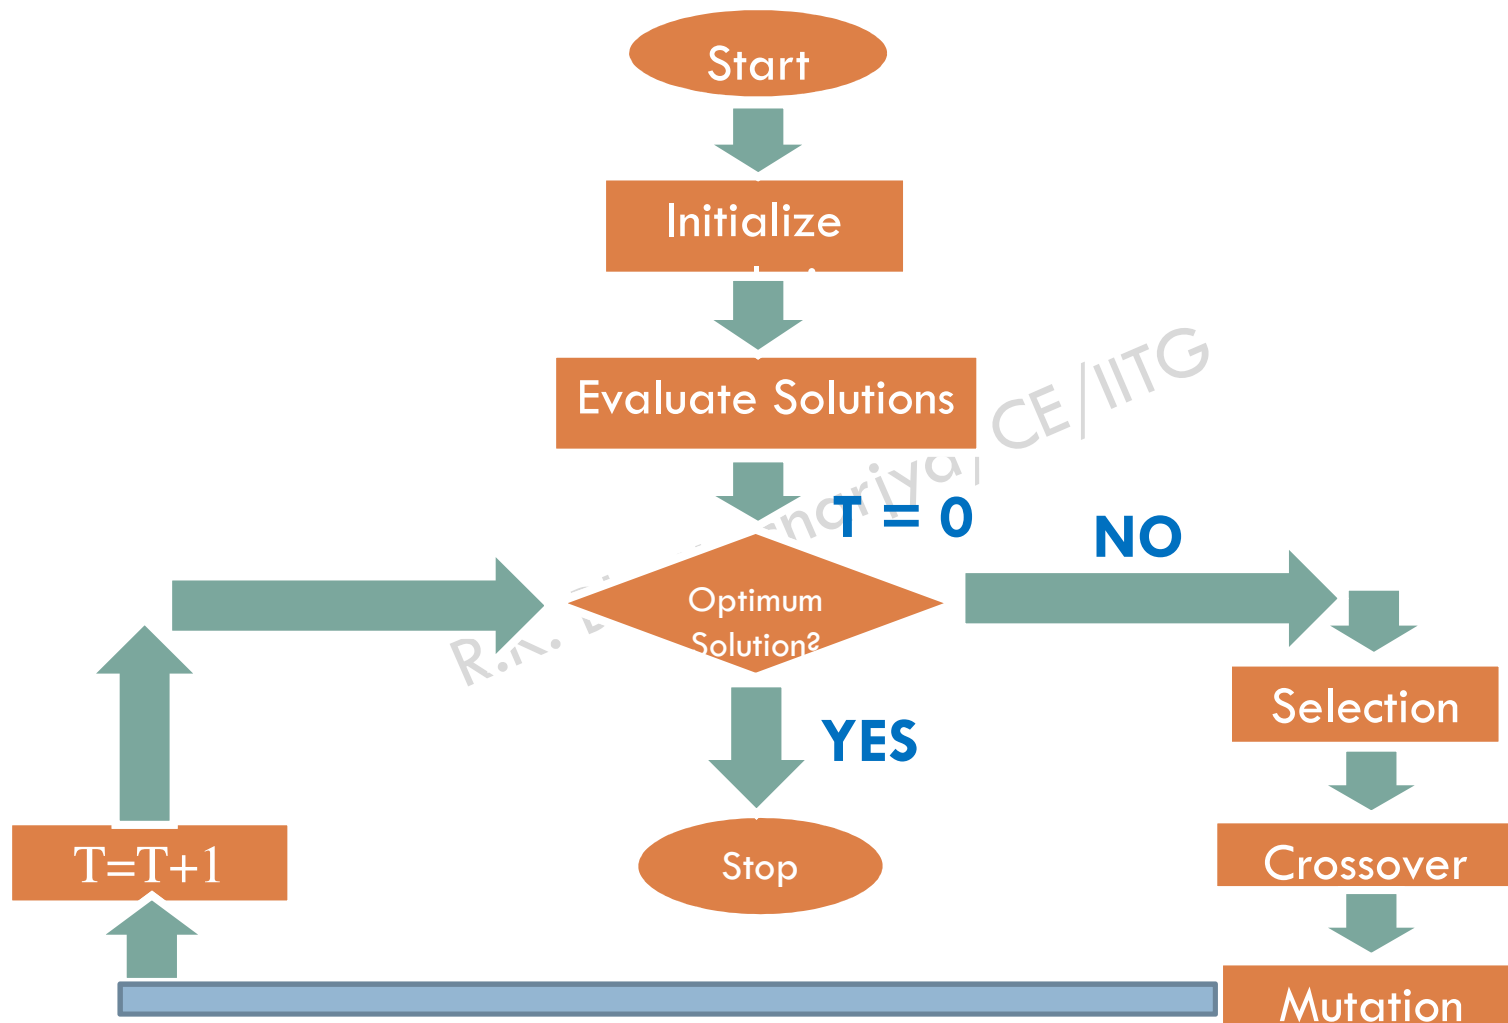 Start
Initialize
Evaluate Solutions
T = 0
NO
Optimum
Solution?
YES
Selection
Crossover
Mutation
T=T+1
Stop
R.K. CE/IITG